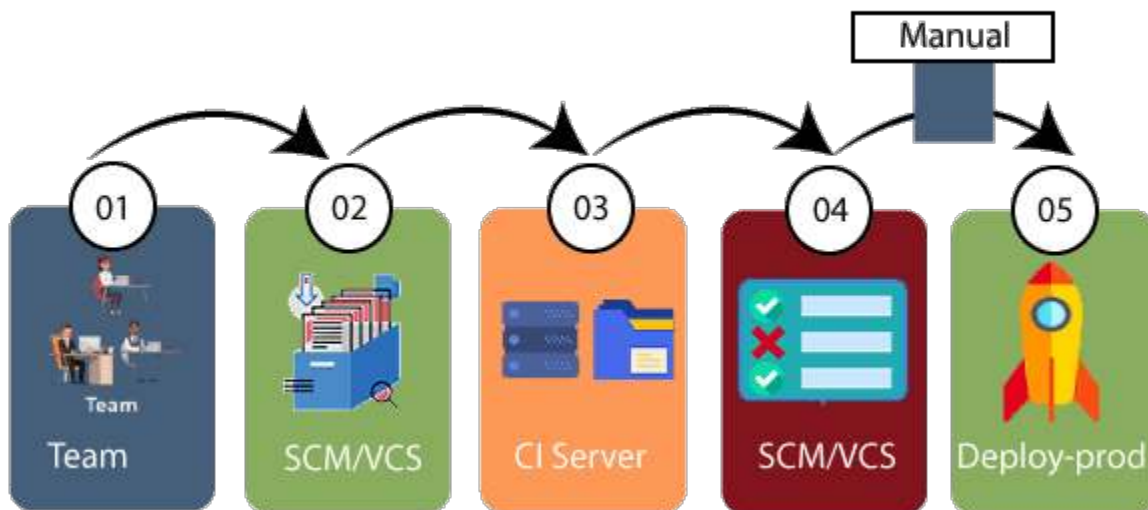 Manual
01
02
03
04
05
Team
Team
SCM/VCS
CI Server
SCM/VCS
Deploy-prod